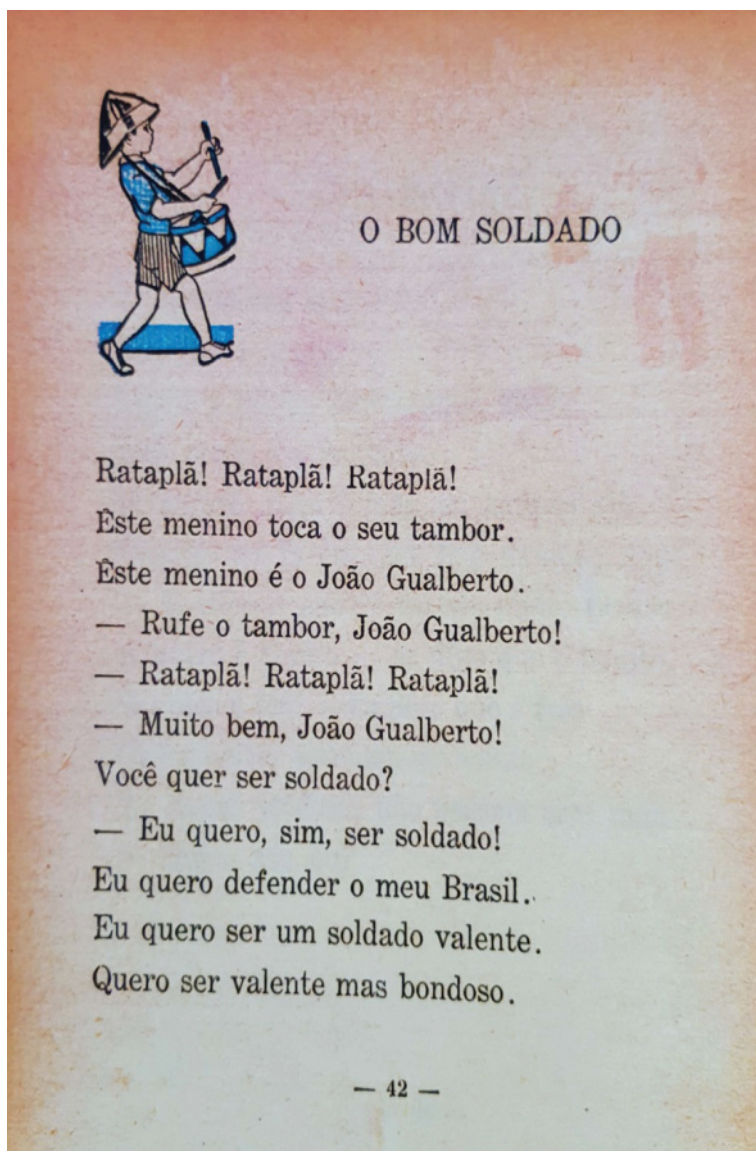 O BOM SOLDADO
Rataplã! Rataplã! Rataplã!
Êste menino toca o seu tambor.
Êste menino é o João Gualberto.
— Rufe o tambor, João Gualberto!
— Rataplã! Rataplã! Rataplã!
— Muito bem, João Gualberto!
Você quer ser soldado?
— Eu quero, sim, ser soldado!
Eu quero defender o meu Brasil.
Eu quero ser um soldado valente.
Quero ser valente mas bondoso.
— 42 —